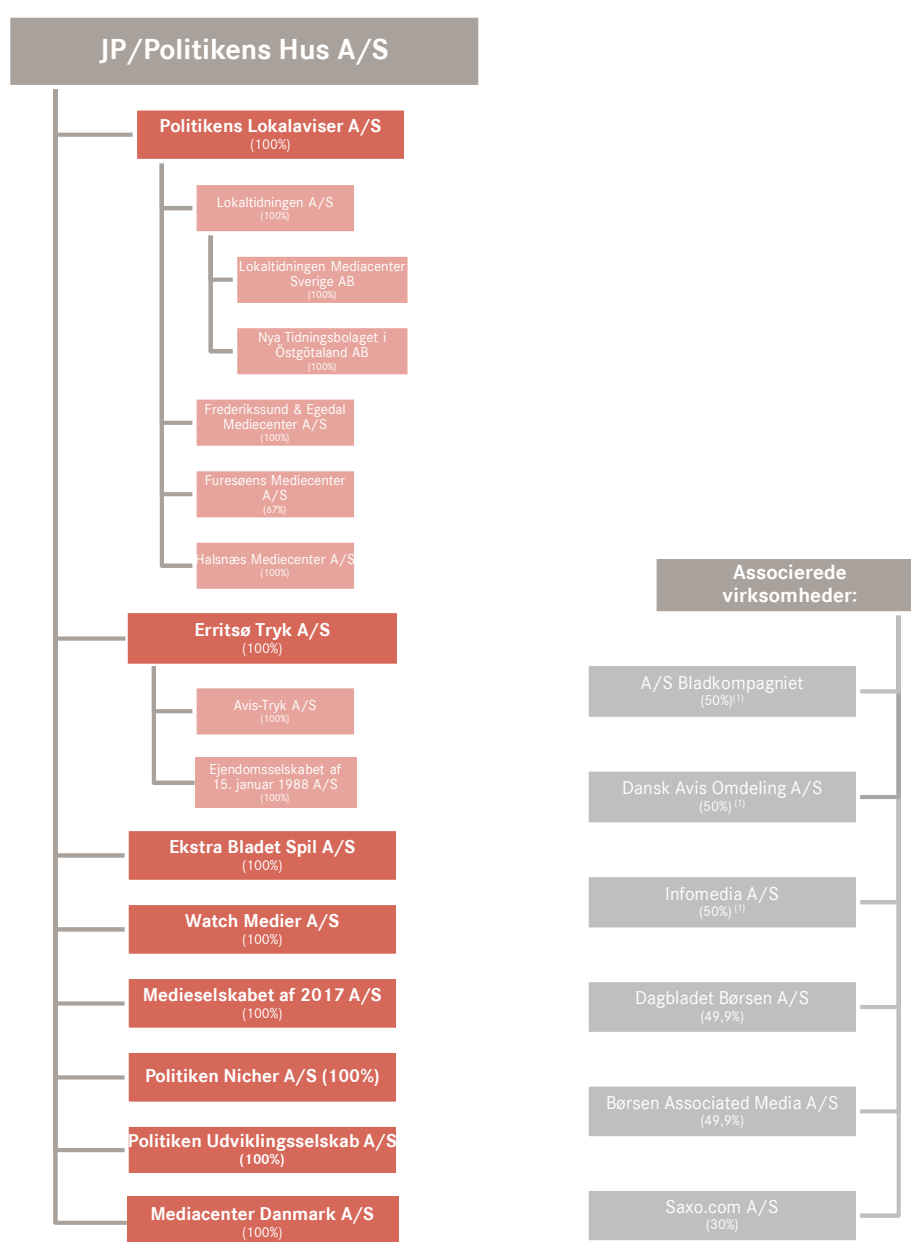 JP/Politikens Hus A/S
Politikens Lokalaviser A/S
(100%)
Lokaltidningen A/S
(100%)
Lokaltidningen Mediacenter
Sverige AB
(100%)
Nya Tidningsbolaget i
Östgötaland AB
(100%)
Frederikssund & Egedal
Mediecenter A/S
(100%)
Furesøens Mediecenter
A/S
(67%)
Halsnæs Mediecenter A/S
(100%)
Erritsø Tryk A/S
(100%)
Avis-Tryk A/S
(100%)
Ejendomsselskabet af
15. januar 1988 A/S
(100%)
Ekstra Bladet Spil A/S
(100%)
Watch Medier A/S
(100%)
Medieselskabet af 2017 A/S
(100%)
Politiken Nicher A/S (100%)
Politiken Udviklingsselskab A/S
(100%)
Mediacenter Danmark A/S
(100%)
Associerede
virksomheder:
A/S Bladkompagniet
(50%)(1)
Dansk Avis Omdeling A/S
(50%) (1)
Infomedia A/S
(50%) (1)
Dagbladet Børsen A/S
(49,9%)
Børsen Associated Media A/S
(49,9%)
Saxo.com A/S
(30%)